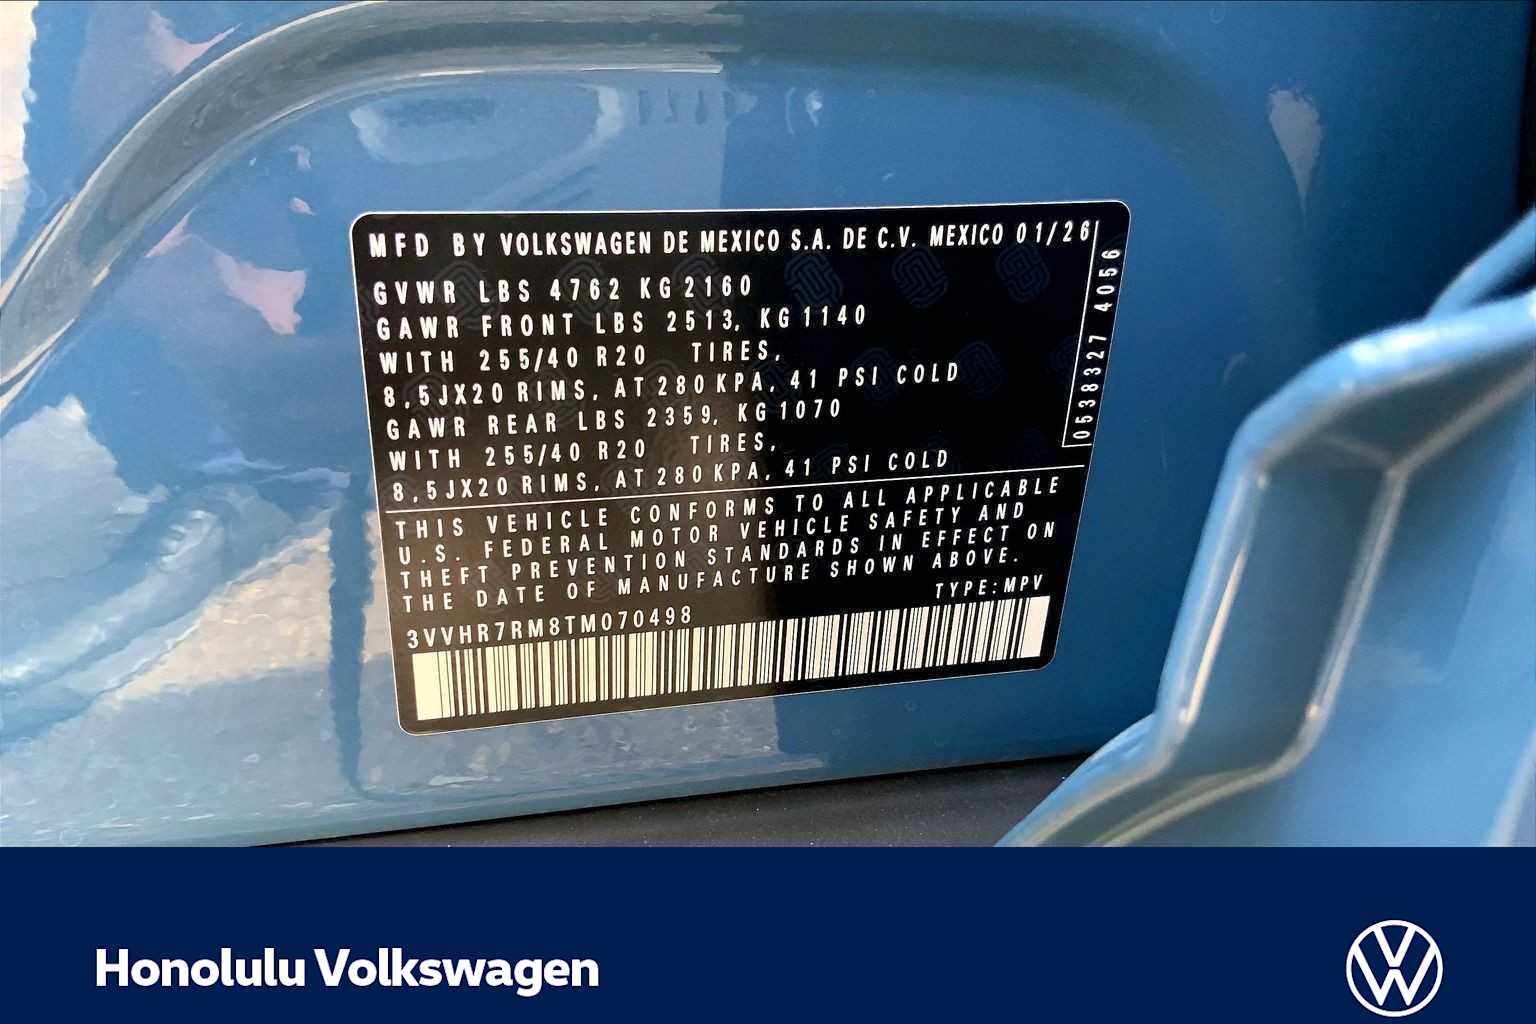 MFD BY VOLKSWAGEN DE MEXICO S.A. DE C.V. MEXICO 01/26
GVWR LBS 4762 KG 2160
GAWR FRONT LBS 2513, KG 1140
WITH 255/40 R20 TIRES,
8,5JX20 RIMS, AT 280 KPA, 41 PSI COLD
GAWR REAR LBS 2359, KG 1070
WITH 255/40 R20 TIRES,
8,5JX20 RIMS, AT 280 KPA, 41 PSI COLD
0538327 4056
THIS VEHICLE CONFORMS TO ALL APPLICABLE
U.S. FEDERAL MOTOR VEHICLE SAFETY AND
THEFT PREVENTION STANDARDS IN EFFECT ON
THE DATE OF MANUFACTURE SHOWN ABOVE.
TYPE: MPV
3VVHR7RM8TM070498
Honolulu Volkswagen